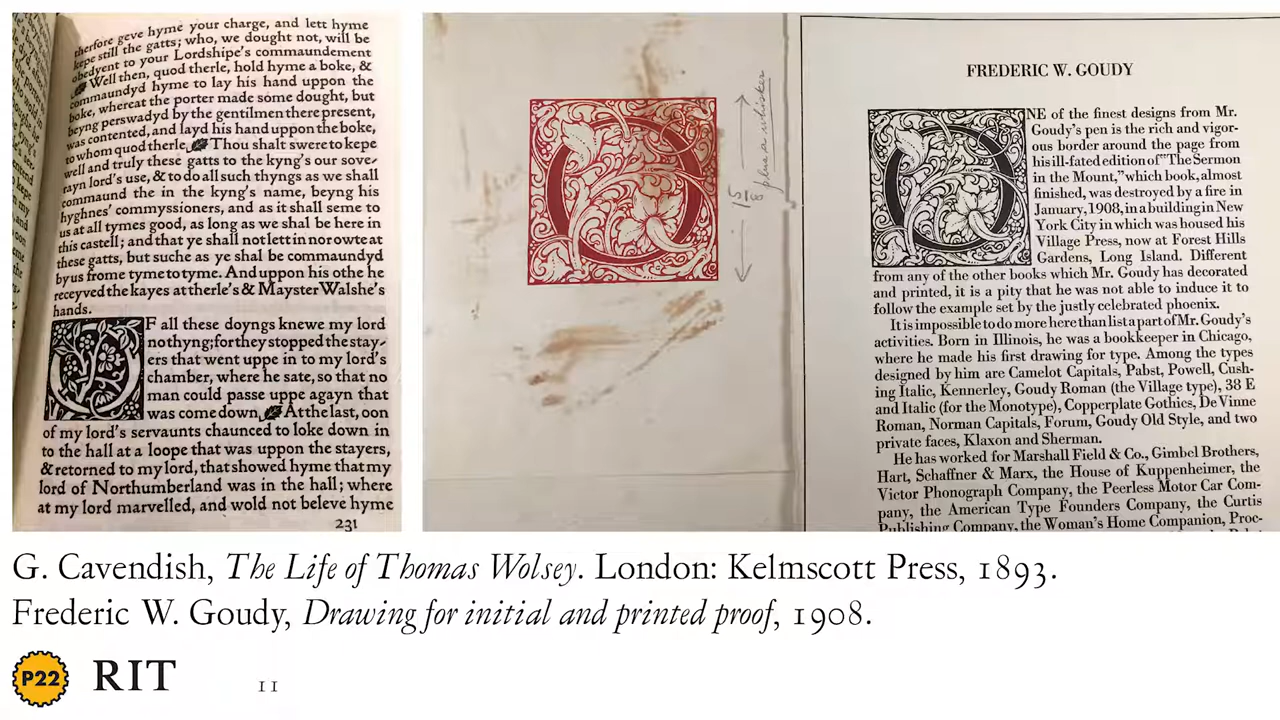 therfore geve hyme your charge, and lett hyme
kepe still the gatts; who, we dought not, will be
obedyent to your Lordshipe's commaundement
Well then, quod therle, hold hyme a boke, &
commaundyd hyme to lay his hand upon the
boke, whereat the porter made some dought, but
beyng perswadyd by the gentilmen there present,
was contented, and layd his hand upon the boke,
to whom quod therle, Thou shalt swere to kepe
well and truly these gatts to the kyng's our sove-
rayn lord's use, & to do all such thyngs as we shall
commaund the in the kyng's name, beyng his
hyghnes' commyssioners, and as it shall seme to
us at all tymes good, as long as we shal be here in
this castell; and that ye shall not lett in nor owte at
these gatts, but suche as ye shal be commaundyd
by us frome tyme to tyme. And upon his othe he
receyved the kayes at therle's & Mayster Walshe's
hands.
OF all these doyngs knewe my lord
nothyng; for they stopped the stay-
ers that went uppe in to my lord's
chamber, where he sate, so that no
man could passe uppe agayn that
was come down. At the last, oon
of my lord's servaunts chaunced to loke down in
to the hall at a loope that was uppon the stayers,
& retorned to my lord, that showed hyme that my
lord of Northumberland was in the hall; where
at my lord marvelled, and wold not beleve hyme
231
O
1 5/8 plus a whisker
FREDERIC W. GOUDY
ONE of the finest designs from Mr.
Goudy's pen is the rich and vigor-
ous border around the page from
his ill-fated edition of "The Sermon
in the Mount," which book, almost
finished, was destroyed by a fire in
January, 1908, in a building in New
York City in which was housed his
Village Press, now at Forest Hills
Gardens, Long Island. Different
from any of the other books which Mr. Goudy has decorated
and printed, it is a pity that he was not able to induce it to
follow the example set by the justly celebrated phoenix.
It is impossible to do more here than list a part of Mr. Goudy's
activities. Born in Illinois, he was a bookkeeper in Chicago,
where he made his first drawing for type. Among the types
designed by him are Camelot Capitals, Pabst, Powell, Cush-
ing Italic, Kennerley, Goudy Roman (the Village type), 38 E
and Italic (for the Monotype), Copperplate Gothics, De Vinne
Roman, Norman Capitals, Forum, Goudy Old Style, and two
private faces, Klaxon and Sherman.
He has worked for Marshall Field & Co., Gimbel Brothers,
Hart, Schaffner & Marx, the House of Kuppenheimer, the
Victor Phonograph Company, the Peerless Motor Car Com-
pany, the American Type Founders Company, the Curtis
Publishing Company, the Woman's Home Companion, Proc-
G. Cavendish, The Life of Thomas Wolsey. London: Kelmscott Press, 1893.
Frederic W. Goudy, Drawing for initial and printed proof, 1908.
P22 RIT 11